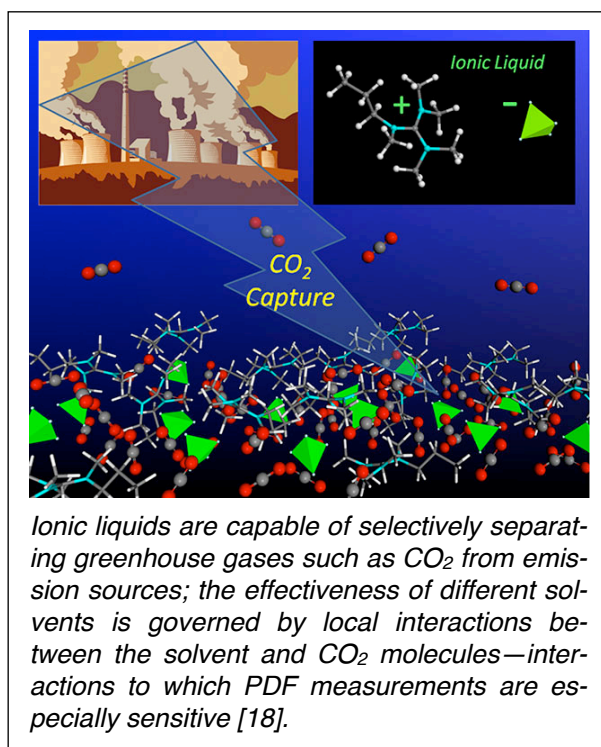 Ionic Liquid
+
-
CO₂
Capture
Ionic liquids are capable of selectively separat-
ing greenhouse gases such as CO₂ from emis-
sion sources; the effectiveness of different sol-
vents is governed by local interactions be-
tween the solvent and CO₂ molecules—inter-
actions to which PDF measurements are es-
pecially sensitive [18].